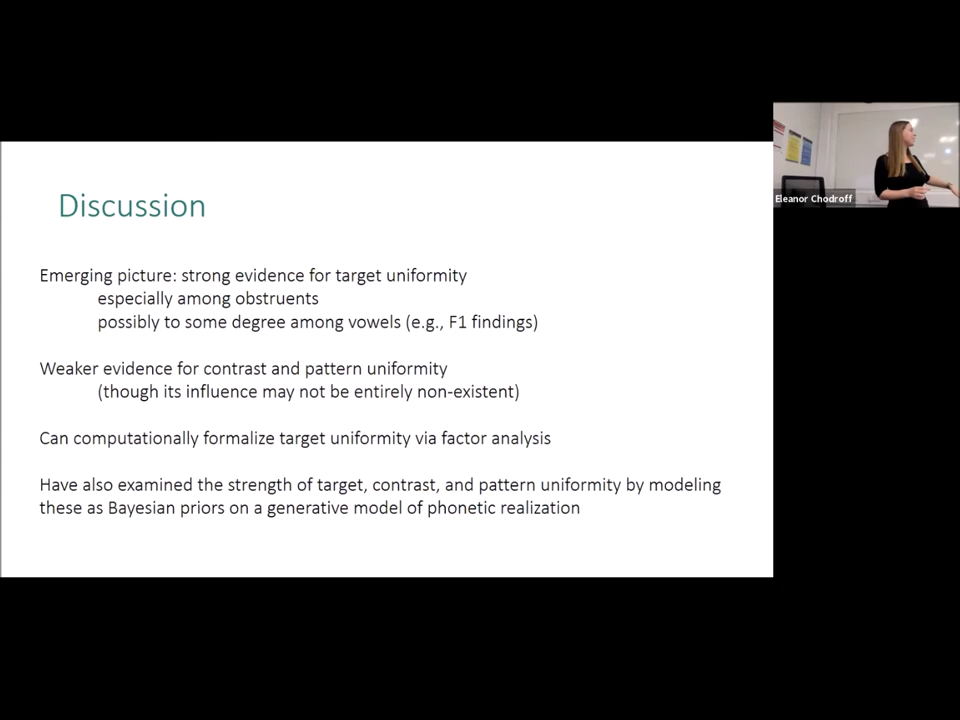 Discussion
Emerging picture: strong evidence for target uniformity
especially among obstruents
possibly to some degree among vowels (e.g., F1 findings)
Weaker evidence for contrast and pattern uniformity
(though its influence may not be entirely non-existent)
Can computationally formalize target uniformity via factor analysis
Have also examined the strength of target, contrast, and pattern uniformity by modeling
these as Bayesian priors on a generative model of phonetic realization
Eleanor Chodroff